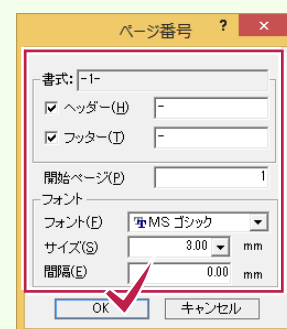 ページ番号 ? ×
書式: -1-
ヘッダー(H) -
フッター(T) -
開始ページ(P) 1
フォント
フォント(F) MS ゴシック
サイズ(S) 3.00 mm
間隔(E) 0.00 mm
OK キャンセル